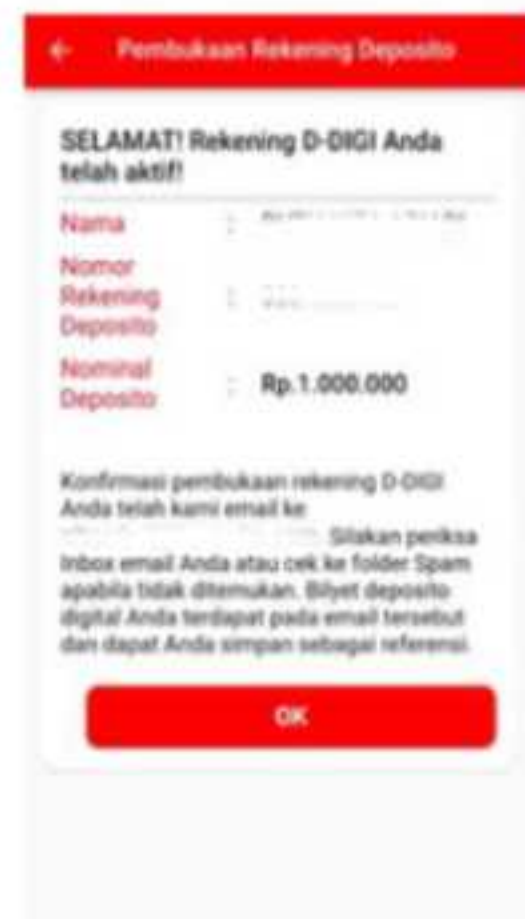 Pembukaan Rekening Deposito
SELAMAT! Rekening D-DIGI Anda
telah aktif!
Nama :
Nomor
Rekening :
Deposito
Nominal
Deposito : Rp.1.000.000
Konfirmasi pembukaan rekening D-DIGI
Anda telah kami email ke
Silakan periksa
Inbox email Anda atau cek ke folder Spam
apabila tidak ditemukan. Bilyet deposito
digital Anda terdapat pada email tersebut
dan dapat Anda simpan sebagai referensi.
OK